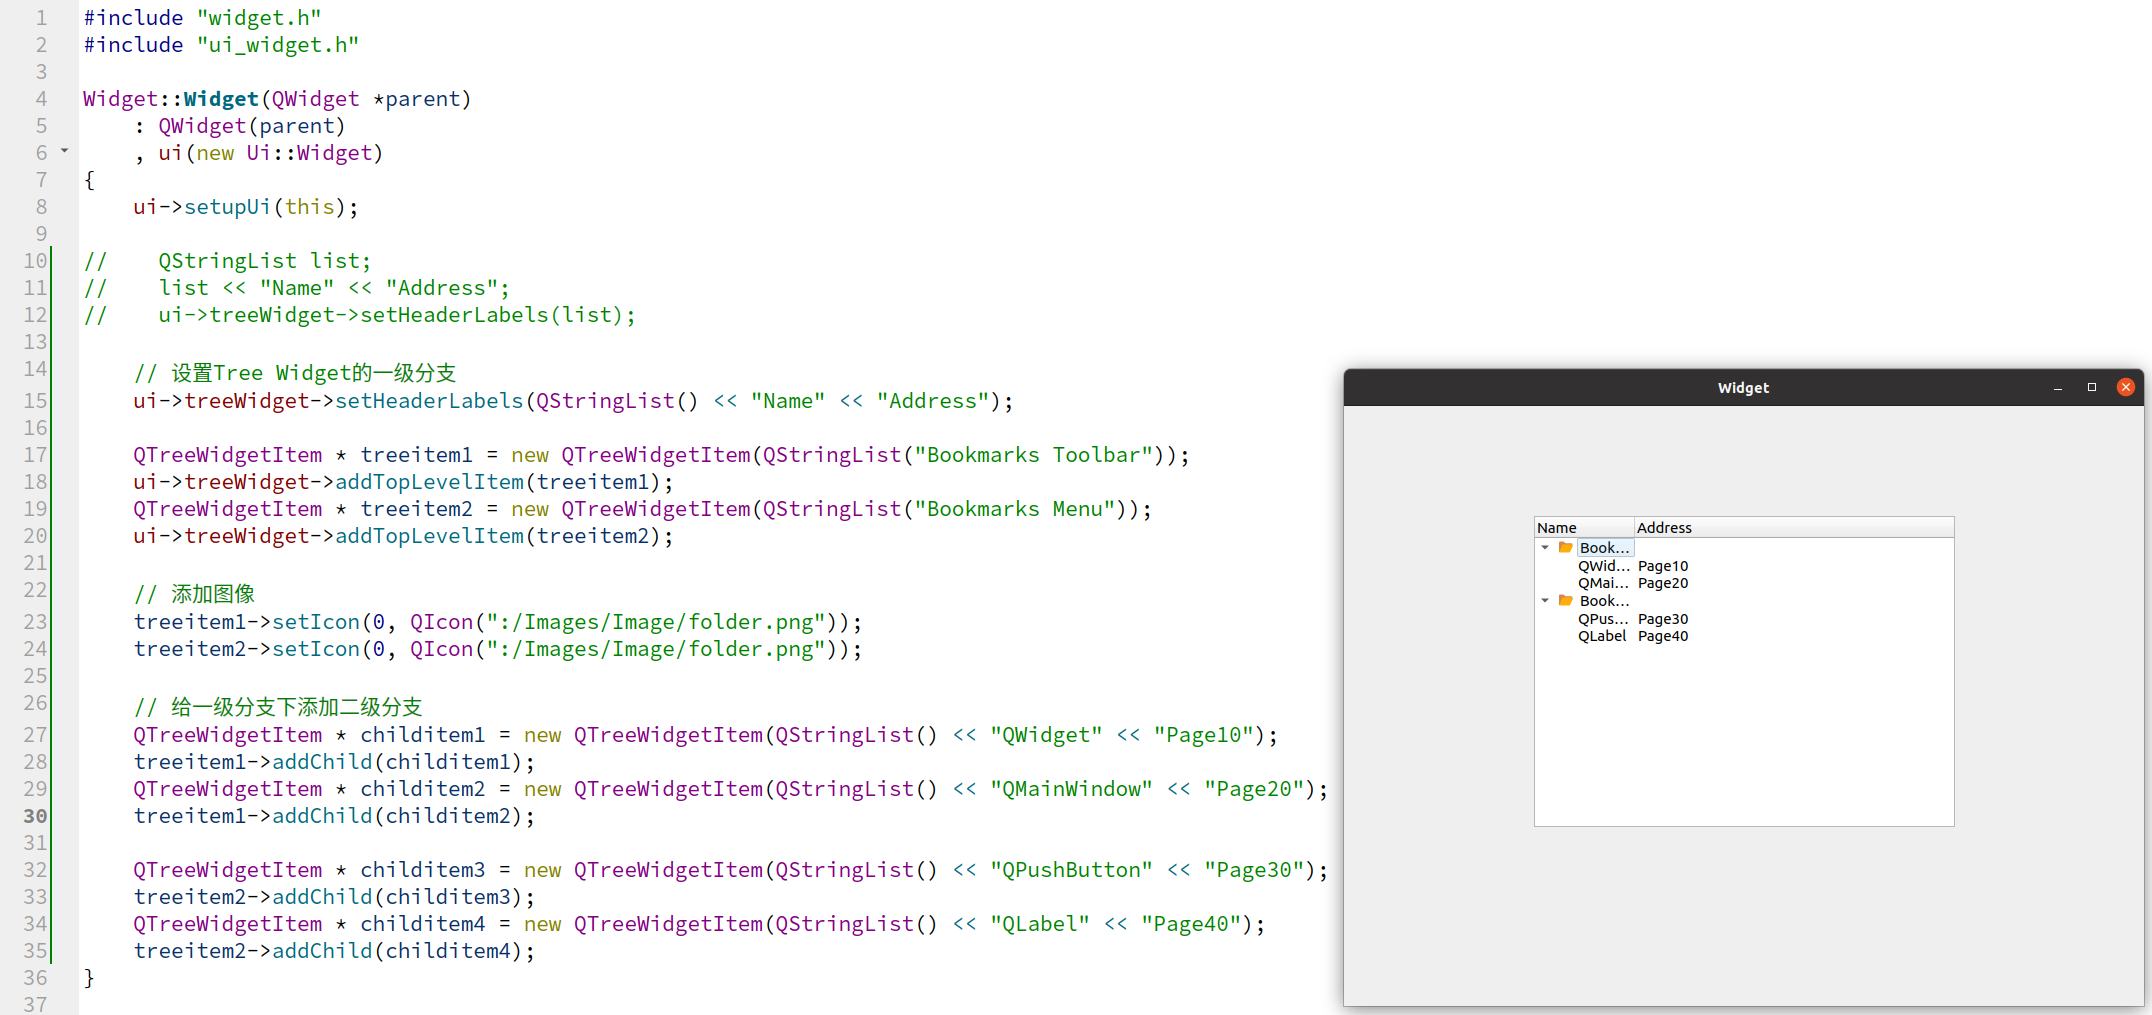 1 #include "widget.h"
2 #include "ui_widget.h"
3
4 Widget::Widget(QWidget *parent)
5     : QWidget(parent)
6     , ui(new Ui::Widget)
7 {
8     ui->setupUi(this);
9
10 //    QStringList list;
11 //    list << "Name" << "Address";
12 //    ui->treeWidget->setHeaderLabels(list);
13
14     // 设置Tree Widget的一级分支
15     ui->treeWidget->setHeaderLabels(QStringList() << "Name" << "Address");
16
17     QTreeWidgetItem * treeitem1 = new QTreeWidgetItem(QStringList("Bookmarks Toolbar"));
18     ui->treeWidget->addTopLevelItem(treeitem1);
19     QTreeWidgetItem * treeitem2 = new QTreeWidgetItem(QStringList("Bookmarks Menu"));
20     ui->treeWidget->addTopLevelItem(treeitem2);
21
22     // 添加图像
23     treeitem1->setIcon(0, QIcon(":/Images/Image/folder.png"));
24     treeitem2->setIcon(0, QIcon(":/Images/Image/folder.png"));
25
26     // 给一级分支下添加二级分支
27     QTreeWidgetItem * childitem1 = new QTreeWidgetItem(QStringList() << "QWidget" << "Page10");
28     treeitem1->addChild(childitem1);
29     QTreeWidgetItem * childitem2 = new QTreeWidgetItem(QStringList() << "QMainWindow" << "Page20");
30     treeitem1->addChild(childitem2);
31
32     QTreeWidgetItem * childitem3 = new QTreeWidgetItem(QStringList() << "QPushButton" << "Page30");
33     treeitem2->addChild(childitem3);
34     QTreeWidgetItem * childitem4 = new QTreeWidgetItem(QStringList() << "QLabel" << "Page40");
35     treeitem2->addChild(childitem4);
36 }
37
Widget
Name Address
Book...
QWid... Page10
QMai... Page20
Book...
QPus... Page30
QLabel Page40